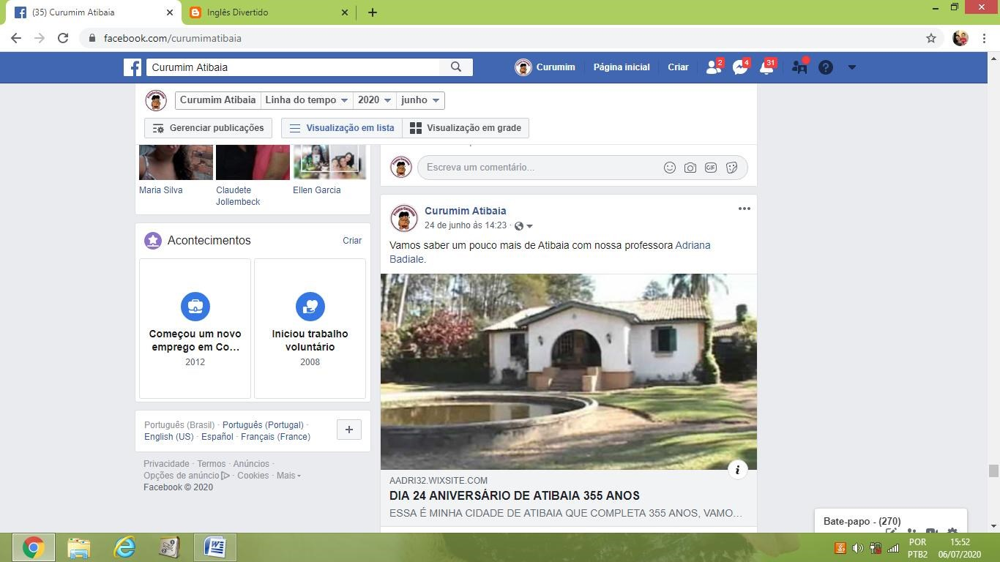 (35) Curumim Atibaia
Inglês Divertido
facebook.com/curumimatibaia
Curumim Atibaia
Curumim
Página inicial
Criar
2
4
31
Curumim Atibaia
Linha do tempo
2020
junho
Gerenciar publicações
Visualização em lista
Visualização em grade
Maria Silva
Claudete
Jollembeck
Ellen Garcia
Acontecimentos
Criar
Começou um novo
emprego em Co…
2012
Iniciou trabalho
voluntário
2008
Português (Brasil) · Português (Portugal) ·
English (US) · Español · Français (France)
Privacidade · Termos · Anúncios ·
Opções de anúncio · Cookies · Mais
Facebook © 2020
Escreva um comentário...
GIF
Curumim Atibaia
24 de junho às 14:23 ·
Vamos saber um pouco mais de Atibaia com nossa professora Adriana
Badiale.
AADRI32.WIXSITE.COM
DIA 24 ANIVERSÁRIO DE ATIBAIA 355 ANOS
ESSA É MINHA CIDADE DE ATIBAIA QUE COMPLETA 355 ANOS, VAMO…
Bate-papo - (270)
POR
PTB2
15:52
06/07/2020